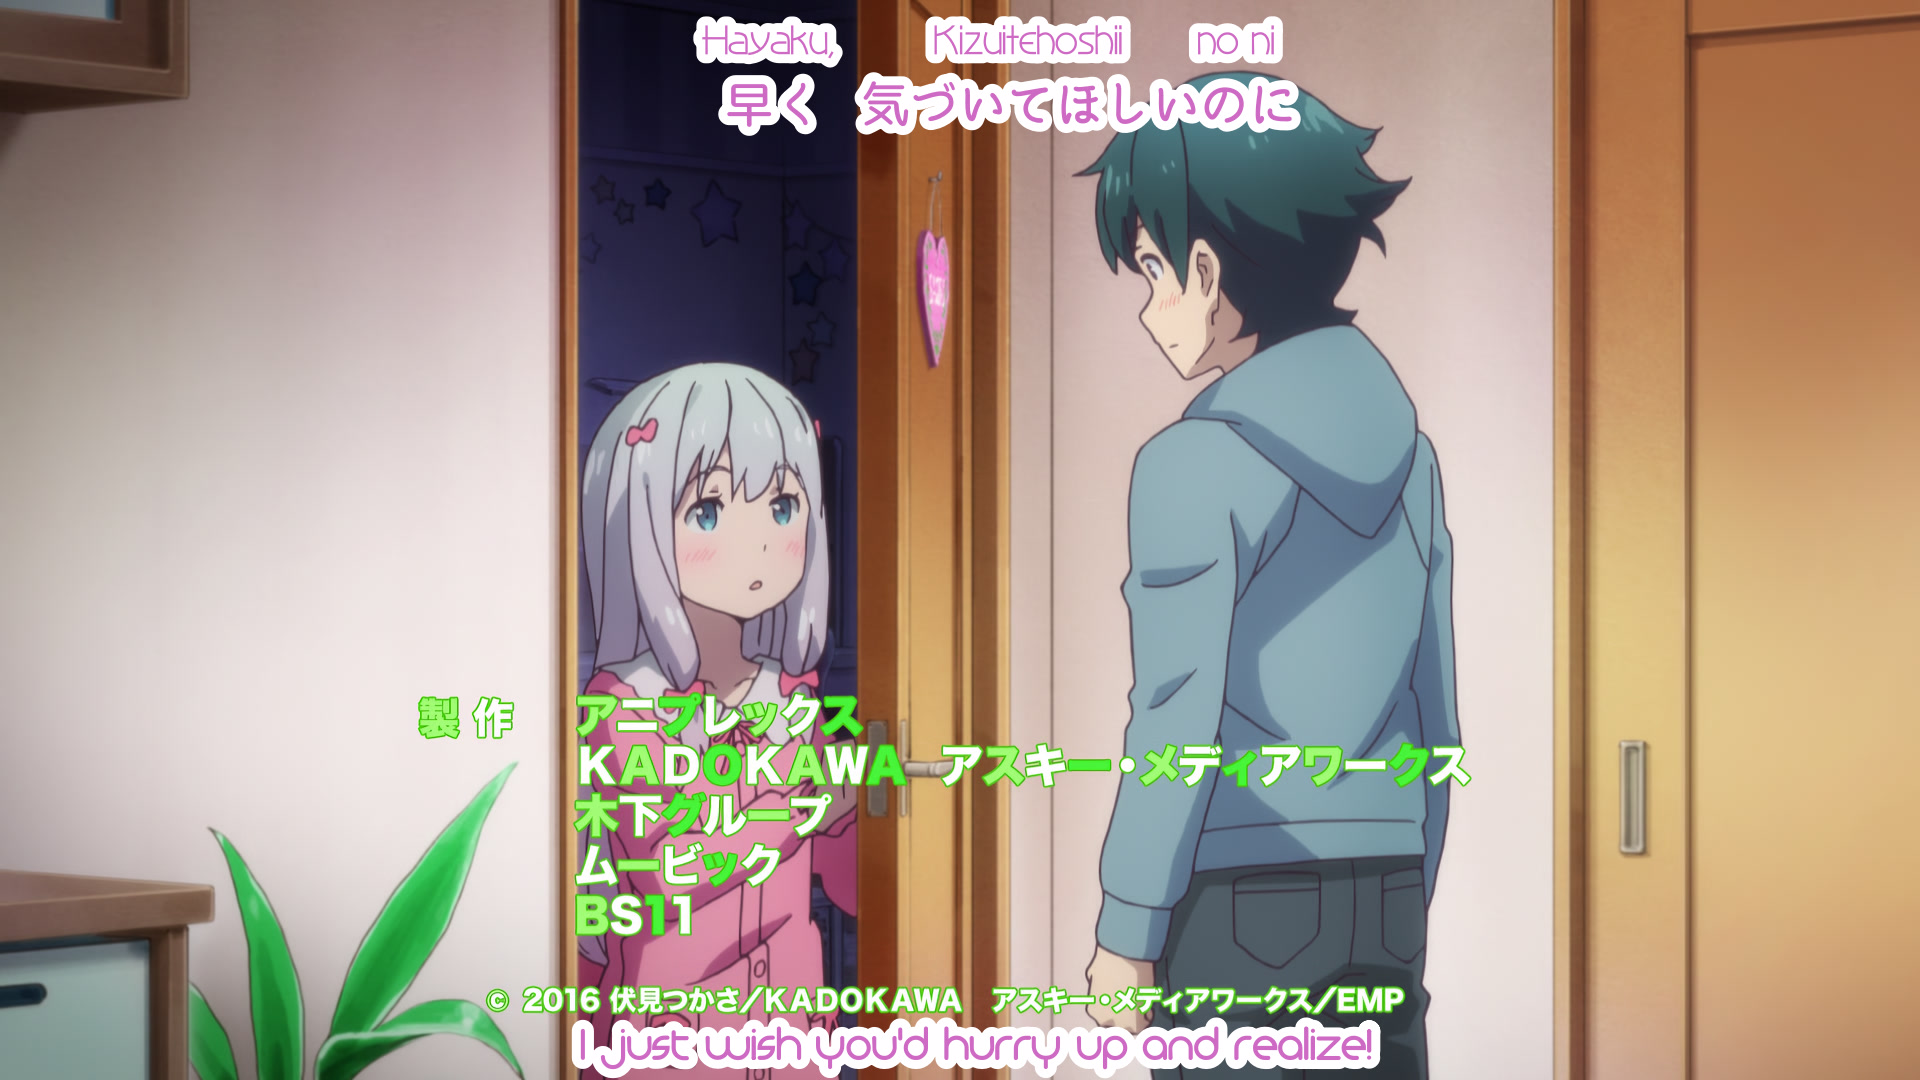 Hayaku, Kizuitehoshii no ni
早く 気づいてほしいのに
製作 アニプレックス
KADOKAWA アスキー・メディアワークス
木下グループ
ムービック
BS11
© 2016 伏見つかさ／KADOKAWA アスキー・メディアワークス／EMP
I just wish you'd hurry up and realize!